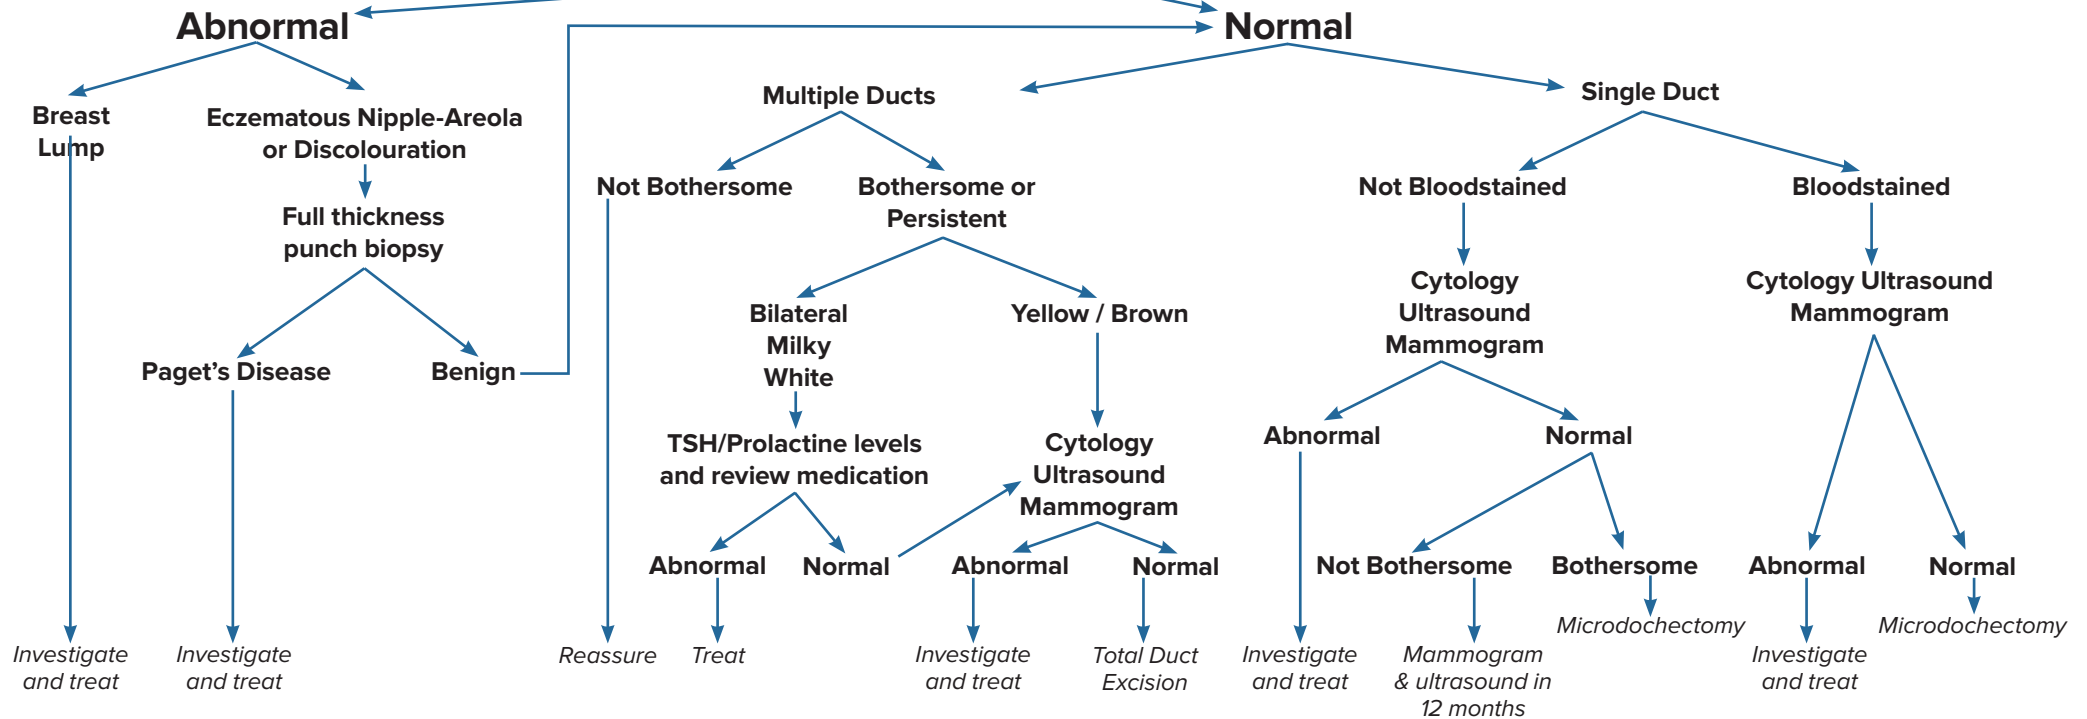 Abnormal
Normal
Breast
Lump
Eczematous Nipple-Areola
or Discolouration
Full thickness
punch biopsy
Paget's Disease
Benign
Investigate
and treat
Investigate
and treat
Multiple Ducts
Single Duct
Not Bothersome
Bothersome or
Persistent
Bilateral
Milky
White
Yellow / Brown
TSH/Prolactine levels
and review medication
Cytology
Ultrasound
Mammogram
Abnormal
Normal
Abnormal
Normal
Reassure
Treat
Investigate
and treat
Total Duct
Excision
Not Bloodstained
Bloodstained
Cytology
Ultrasound
Mammogram
Cytology Ultrasound
Mammogram
Abnormal
Normal
Not Bothersome
Bothersome
Abnormal
Normal
Investigate
and treat
Mammogram
& ultrasound in
12 months
Microdochectomy
Investigate
and treat
Microdochectomy